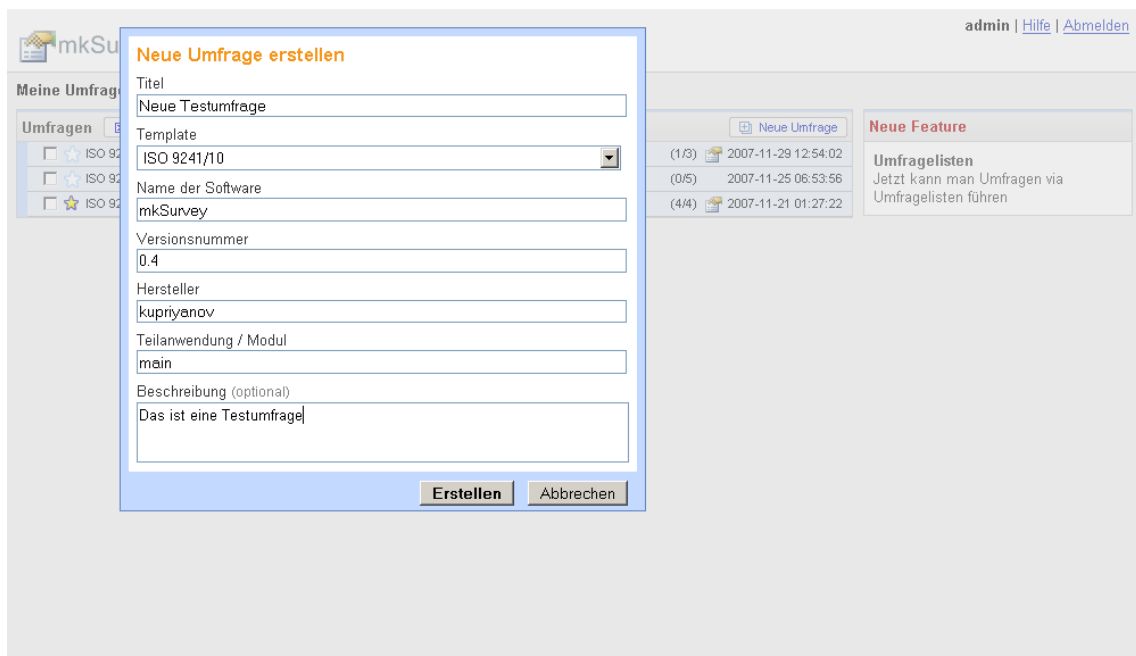 admin | Hilfe | Abmelden
mkSu
Meine Umfrag
Umfragen
Neue Umfrage
ISO 92
(1/3) 2007-11-29 12:54:02
ISO 92
(0/5) 2007-11-25 06:53:56
ISO 92
(4/4) 2007-11-21 01:27:22
Neue Feature
Umfragelisten
Jetzt kann man Umfragen via
Umfragelisten führen
Neue Umfrage erstellen
Titel
Neue Testumfrage
Template
ISO 9241/10
Name der Software
mkSurvey
Versionsnummer
0.4
Hersteller
kupriyanov
Teilanwendung / Modul
main
Beschreibung (optional)
Das ist eine Testumfrage
Erstellen
Abbrechen